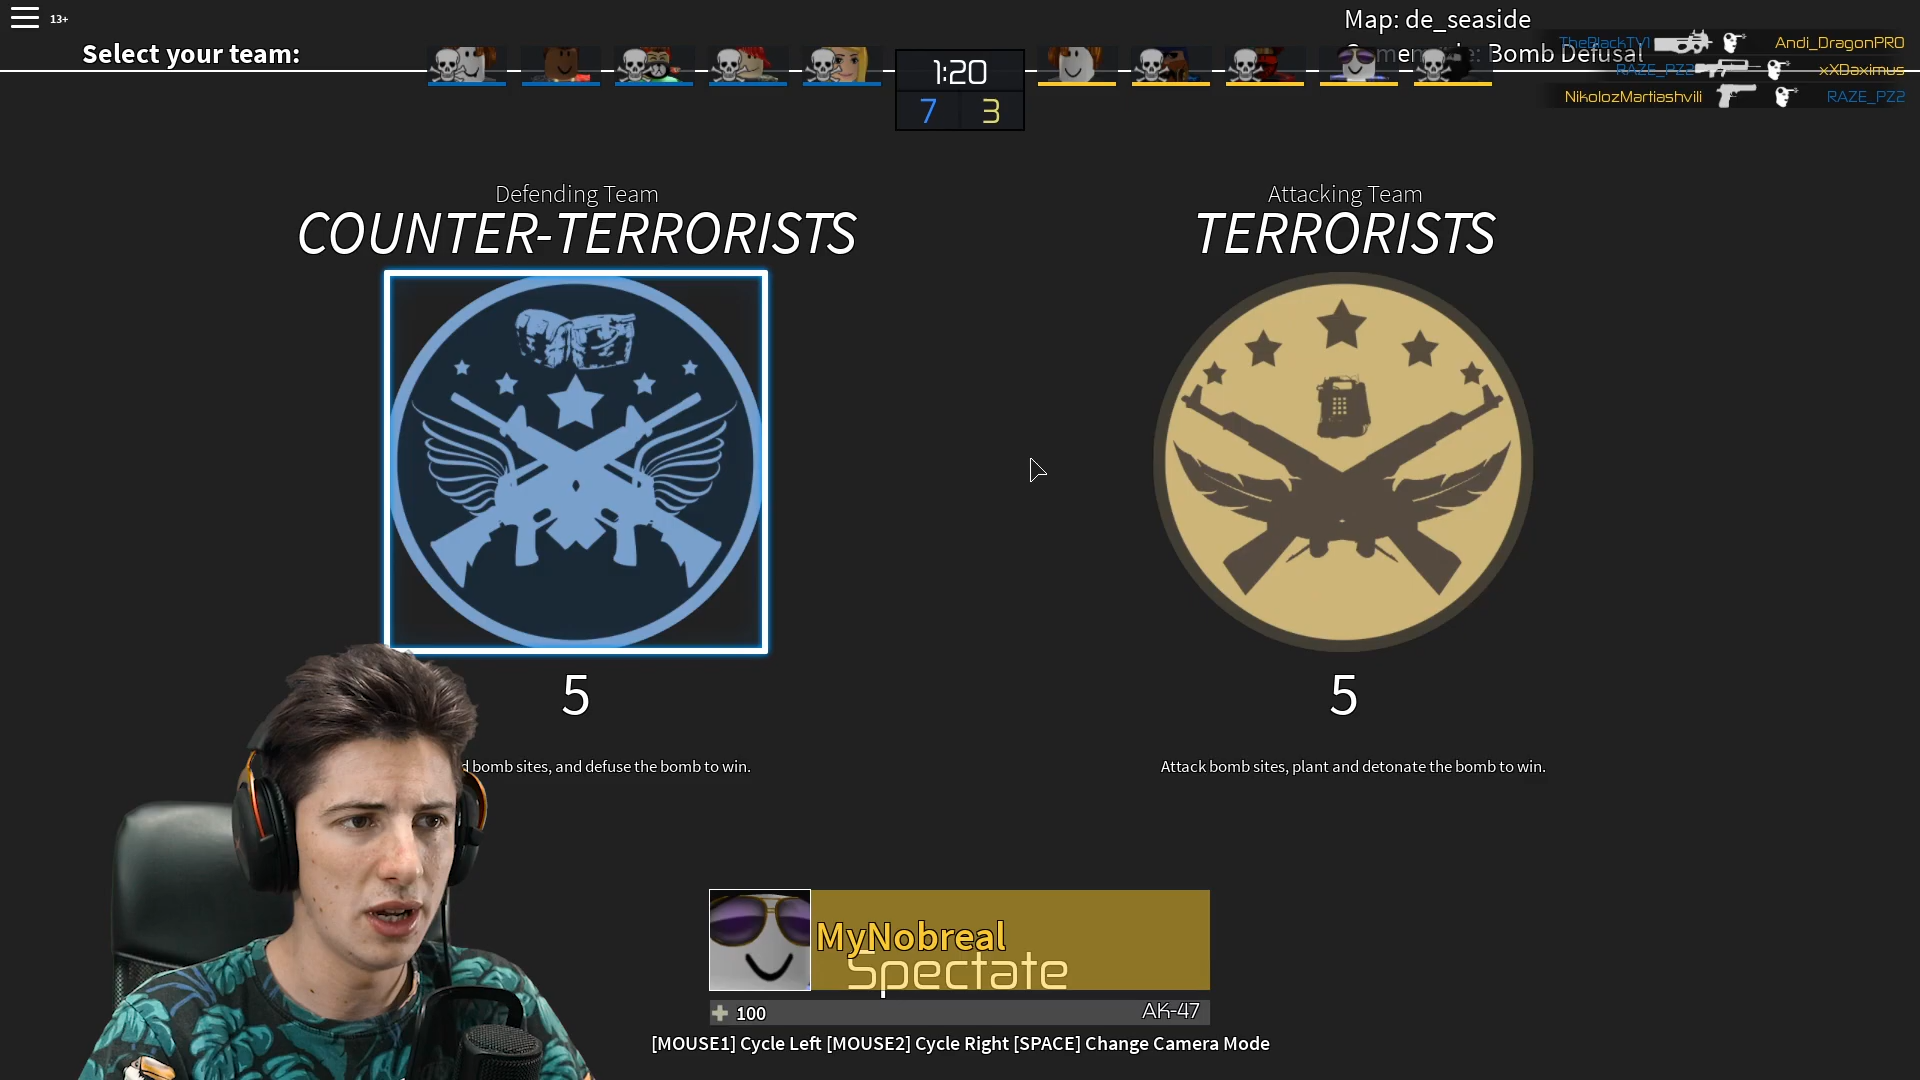 13+
Select your team:
1:20
7 3
Map: de_seaside
Bomb Defusal
TheBlackTV1 Andi_DragonPRO
RAZE_PZ2 xXDaximus
NikolozMartiashvili RAZE_PZ2
Defending Team
COUNTER-TERRORISTS
5
bomb sites, and defuse the bomb to win.
Attacking Team
TERRORISTS
5
Attack bomb sites, plant and detonate the bomb to win.
MyNobreal
Spectate
100 AK-47
[MOUSE1] Cycle Left [MOUSE2] Cycle Right [SPACE] Change Camera Mode